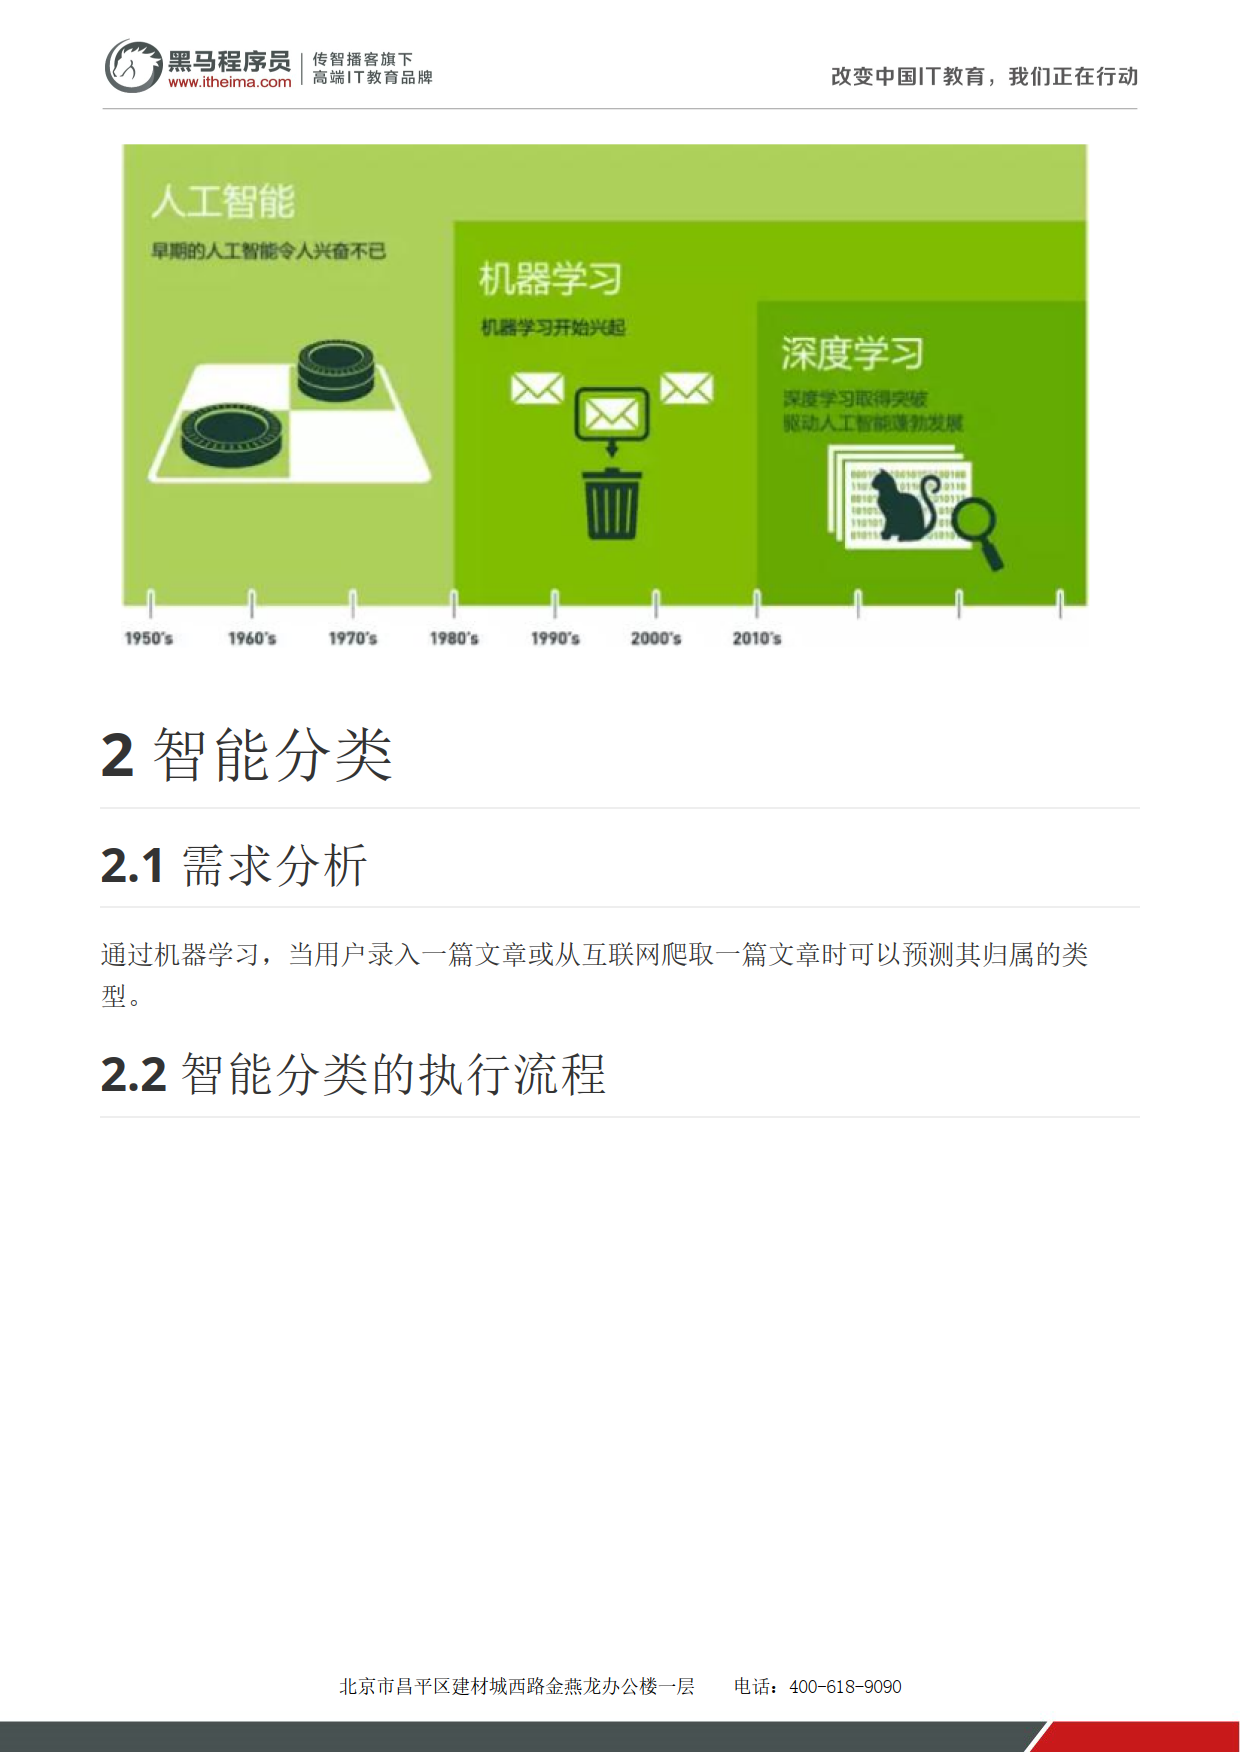 黑马程序员
www.itheima.com
传智播客旗下
高端IT教育品牌
改变中国IT教育，我们正在行动
人工智能
早期的人工智能令人兴奋不已
机器学习
机器学习开始兴起
深度学习
深度学习取得突破
驱动人工智能蓬勃发展
1950's 1960's 1970's 1980's 1990's 2000's 2010's
2 智能分类
2.1 需求分析
通过机器学习，当用户录入一篇文章或从互联网爬取一篇文章时可以预测其归属的类
型。
2.2 智能分类的执行流程
北京市昌平区建材城西路金燕龙办公楼一层 电话：400-618-9090